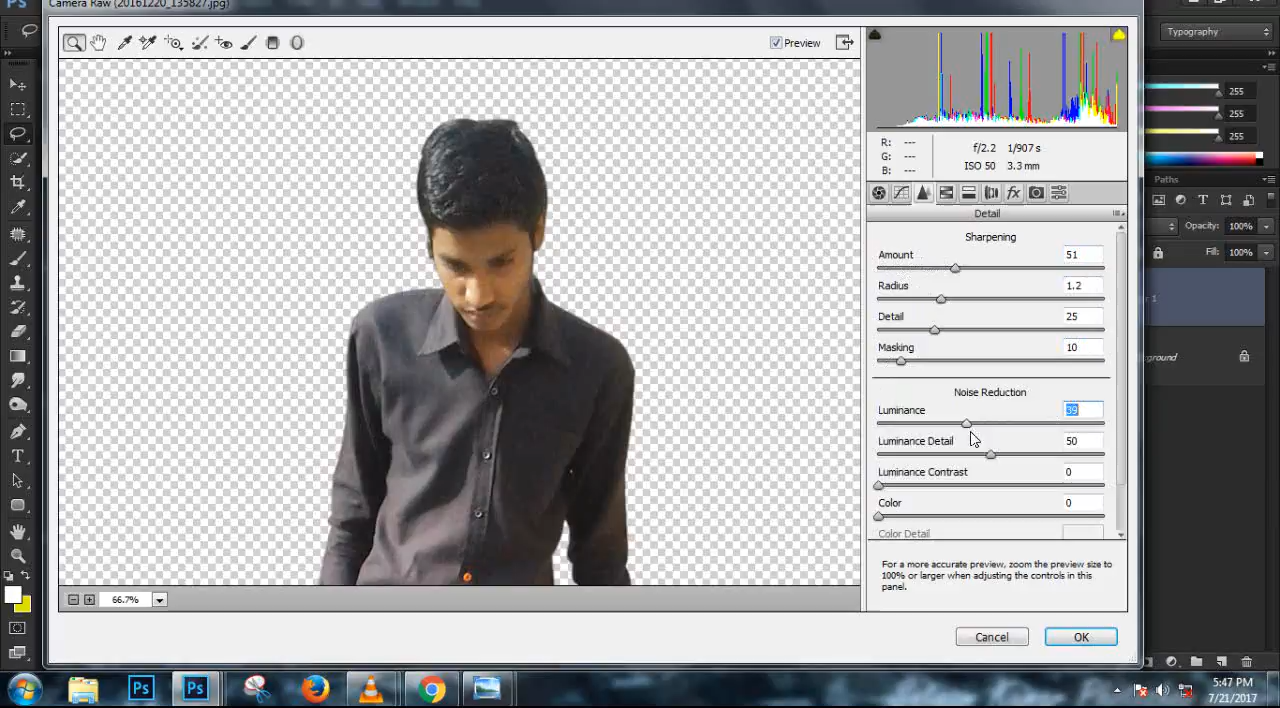 Camera Raw (20161220_135827.jpg)
Typography
Preview
255
255
255
R: ---
G: ---
B: ---
f/2.2 1/907 s
ISO 50 3.3 mm
Paths
Detail
Opacity: 100%
Fill: 100%
Sharpening
Amount 51
Radius 1.2
Detail 25
Masking 10
Noise Reduction
Luminance 39
Luminance Detail 50
Luminance Contrast 0
Color 0
Color Detail
For a more accurate preview, zoom the preview size to
100% or larger when adjusting the controls in this
panel.
66.7%
Cancel
OK
Ps
Ps
5:47 PM
7/21/2017